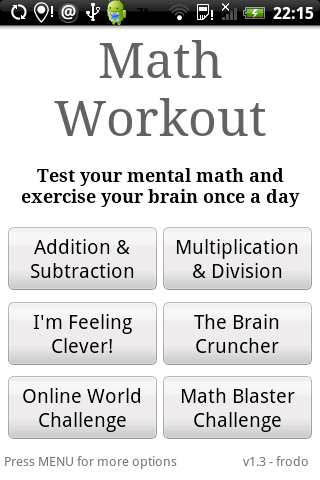 22:15
Math
Workout
Test your mental math and
exercise your brain once a day
Addition &
Subtraction
Multiplication
& Division
I'm Feeling
Clever!
The Brain
Cruncher
Online World
Challenge
Math Blaster
Challenge
Press MENU for more options
v1.3 - frodo